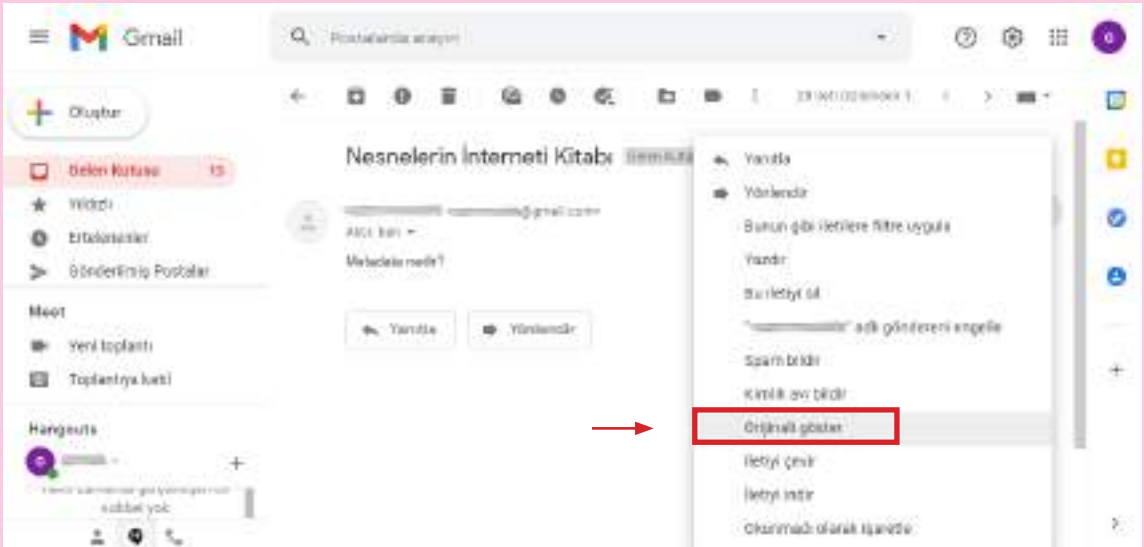 Gmail
Postalarda arayın
Oluştur
Gelen Kutusu 15
Yıldızlı
Ertelenenler
Gönderilmiş Postalar
Meet
Yeni toplantı
Toplantıya katıl
Hangouts
sohbet yok
Nesnelerin İnterneti Kitabı
@gmail.com>
Alıcı: ben
Metadata nedir?
Yanıtla
Yönlendir
Yanıtla
Yönlendir
Bunun gibi iletilere filtre uygula
Yazdır
Bu iletiyi sil
" " adlı göndereni engelle
Spam bildir
Kimlik avı bildir
Orijinali göster
İletiyi çevir
İletiyi indir
Okunmadı olarak işaretle